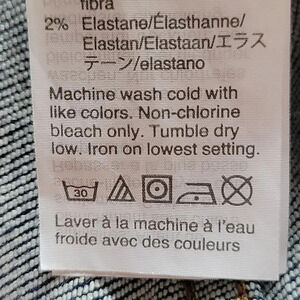 fibra
2% Elastane/Élasthanne/
Elastan/Elastaan/エラス
テーン/elastano
Machine wash cold with
like colors. Non-chlorine
bleach only. Tumble dry
low. Iron on lowest setting.
30
Laver à la machine à l'eau
froide avec des couleurs